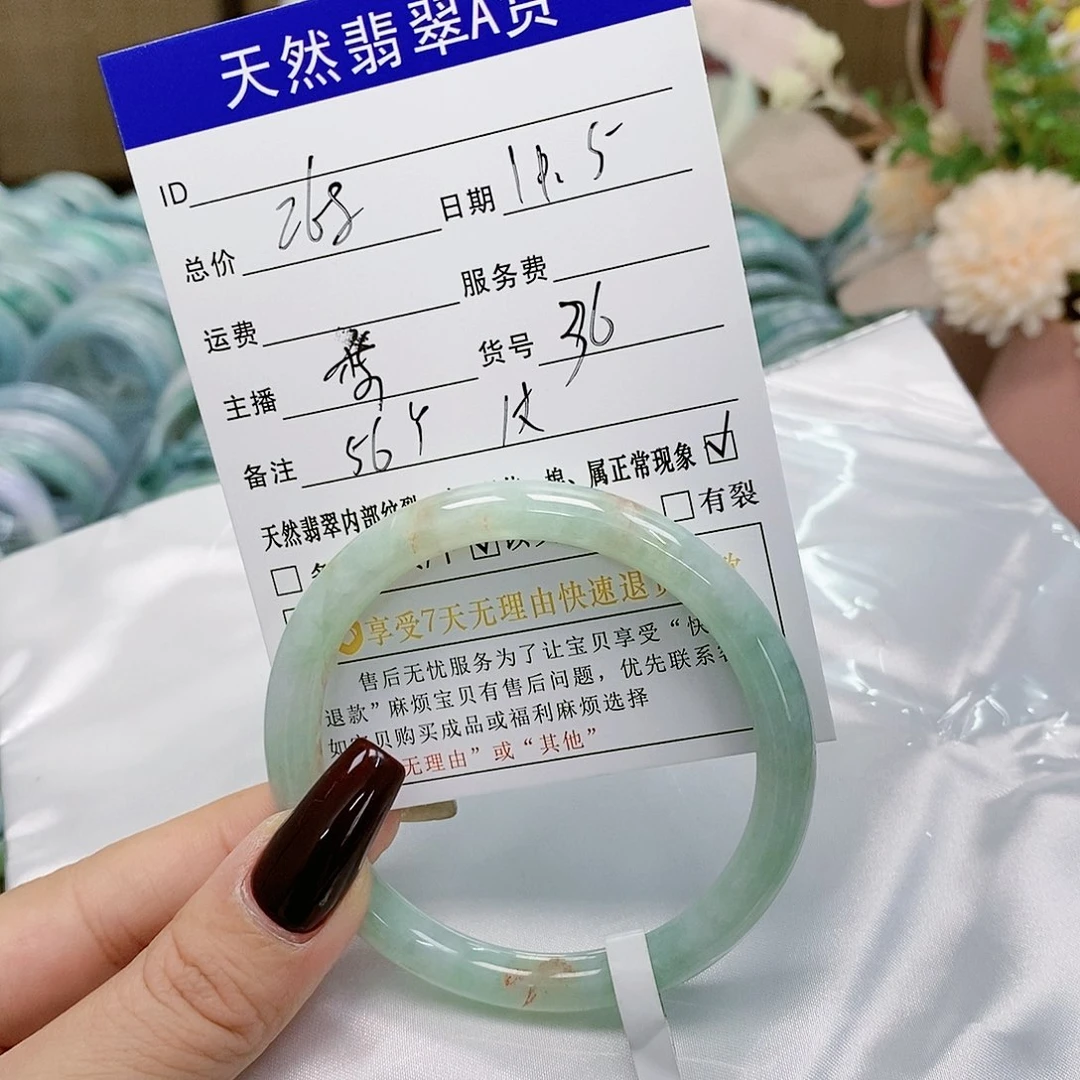 天然翡翠A货
ID
总价 268 日期 12.5
运费 服务费
主播 货号 36
备注 56
天然翡翠内部纹裂 棉、属正常现象
有裂
享受7天无理由快速退
售后无忧服务为了让宝贝享受“快
退款”麻烦宝贝有售后问题，优先联系客
如宝贝购买成品或福利麻烦选择
无理由”或“其他”